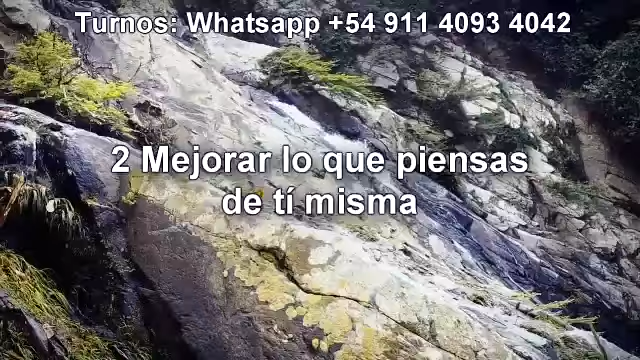 Turnos: Whatsapp +54 911 4093 4042
2 Mejorar lo que piensas
de tí misma